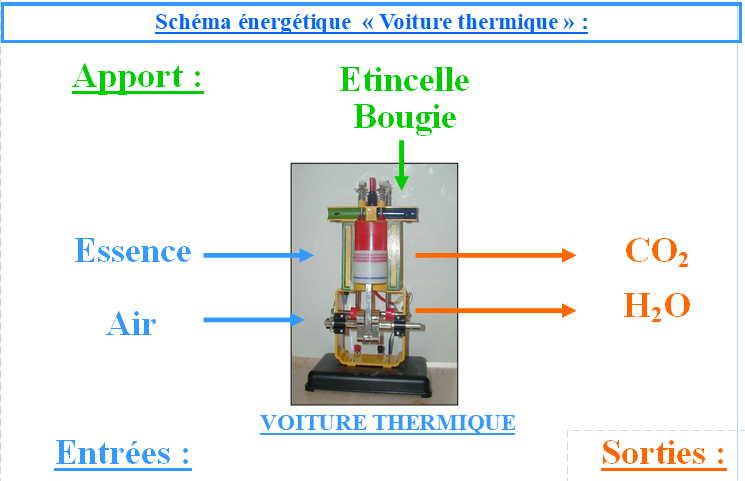 Schéma énergétique « Voiture thermique » :
Apport :
Etincelle
Bougie
Essence
CO₂
Air
H₂O
VOITURE THERMIQUE
Entrées :
Sorties :